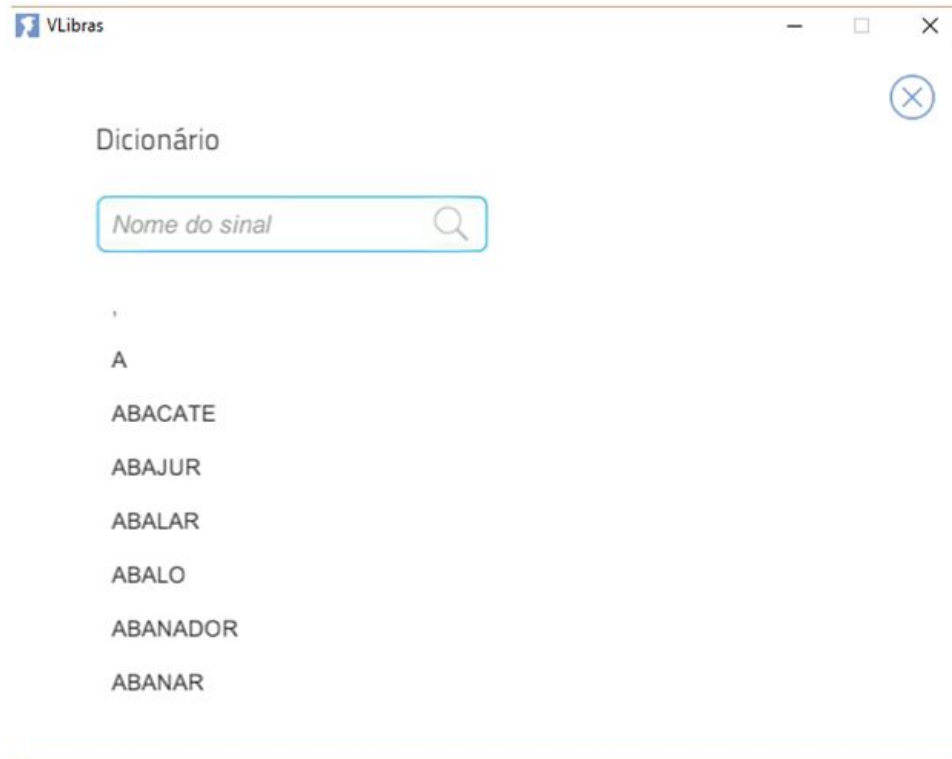 VLibras
Dicionário
Nome do sinal
,
A
ABACATE
ABAJUR
ABALAR
ABALO
ABANADOR
ABANAR